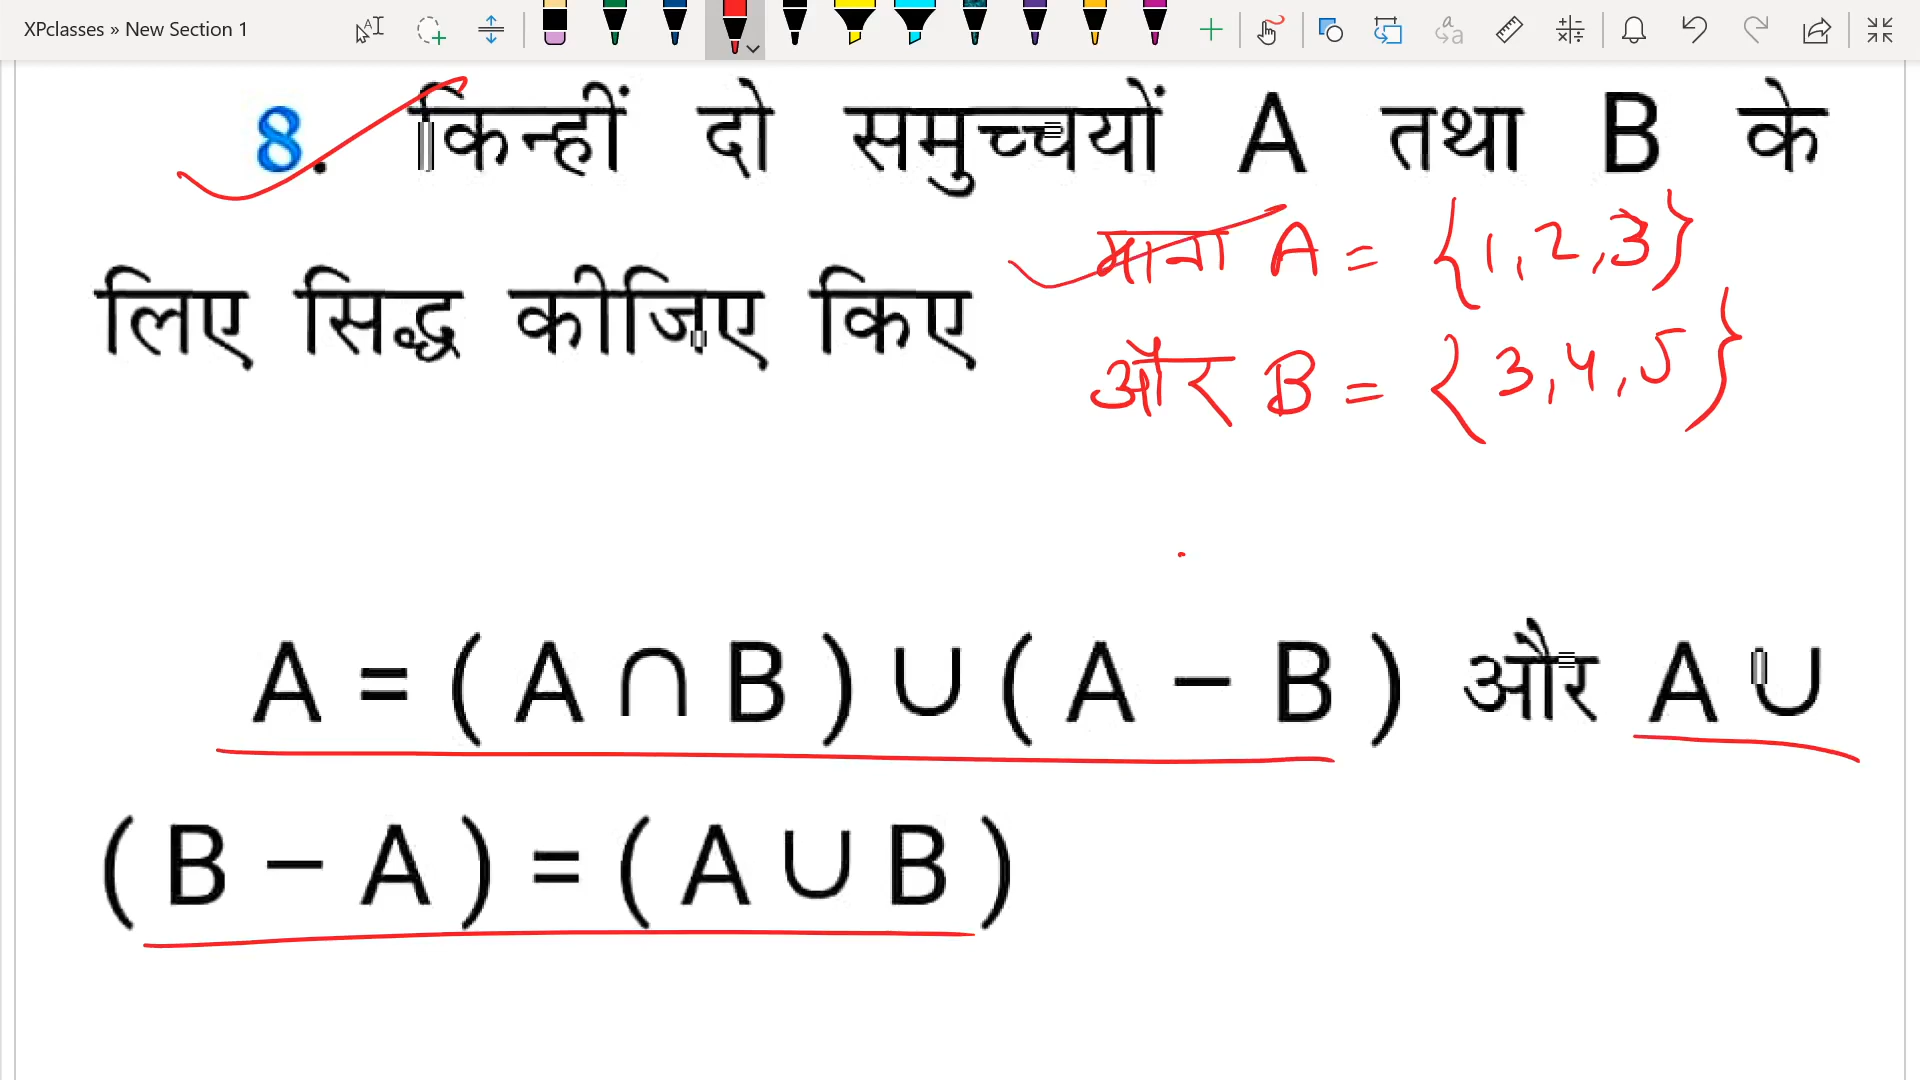 XPclasses » New Section 1
8. किन्हीं दो समुच्चयों A तथा B के
माना A = {1, 2, 3}
लिए सिद्ध कीजिए किए
और B = {3, 4, 5}
A = ( A ∩ B ) ∪ ( A − B ) और A ∪
( B − A ) = ( A ∪ B )